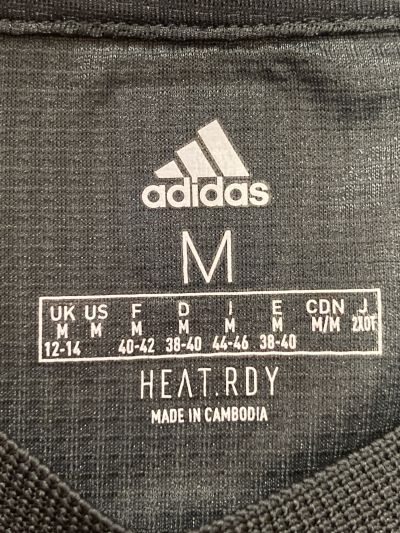 adidas
M
UK US F D I E CDN J
M M M M M M M/M 2XOT
12-14 40-42 38-40 44-46 38-40
HEAT.RDY
MADE IN CAMBODIA